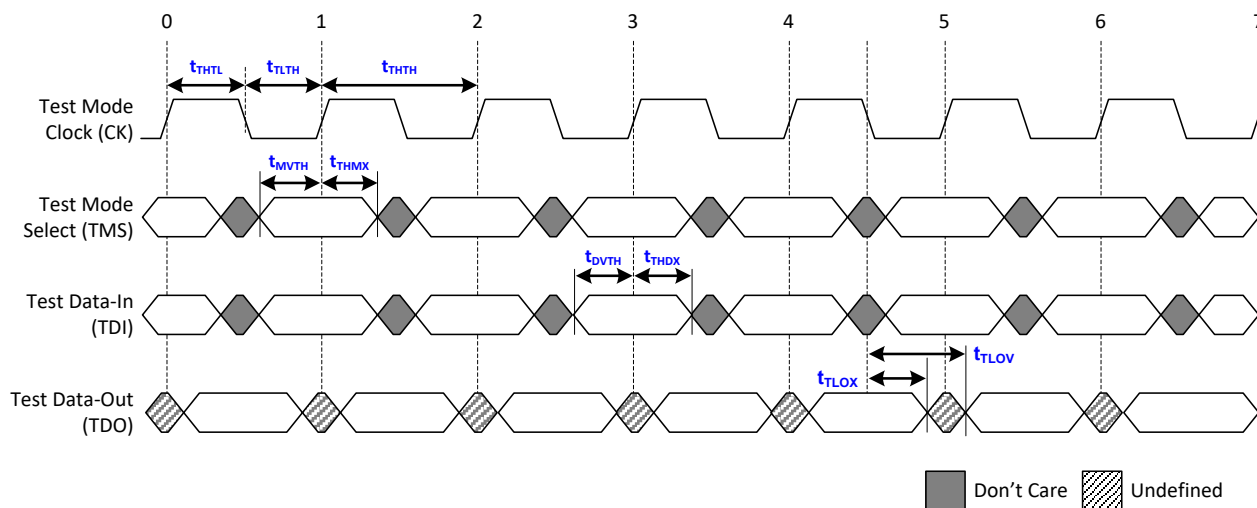 0 1 2 3 4 5 6 7
tTHTL tTLTH tTHTH
Test Mode
Clock (CK)
tMVTH tTHMX
Test Mode
Select (TMS)
tDVTH tTHDX
Test Data-In
(TDI)
tTLOV
tTLOX
Test Data-Out
(TDO)
Don't Care Undefined